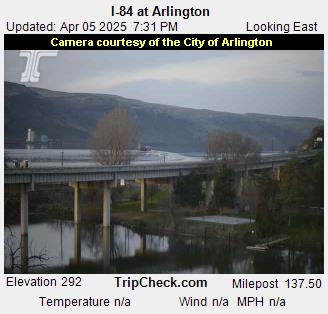 I-84 at Arlington
Updated: Apr 05 2025 7:31 PM Looking East
Camera courtesy of the City of Arlington
Elevation 292 TripCheck.com Milepost 137.50
Temperature n/a Wind n/a MPH n/a